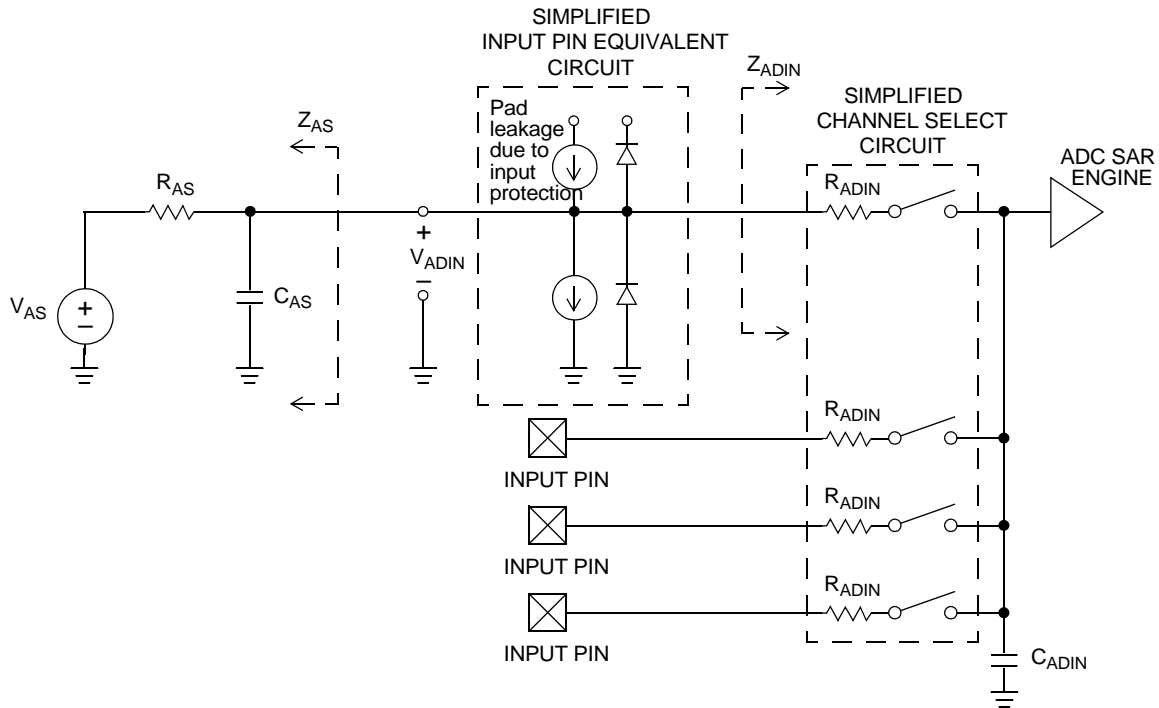 SIMPLIFIED
INPUT PIN EQUIVALENT
CIRCUIT
Z_ADIN
SIMPLIFIED
CHANNEL SELECT
CIRCUIT
ADC SAR
ENGINE
Pad
leakage
due to
input
protection
Z_AS
R_AS
R_ADIN
+
V_ADIN
–
C_AS
V_AS
+
–
R_ADIN
INPUT PIN
R_ADIN
INPUT PIN
R_ADIN
INPUT PIN
C_ADIN